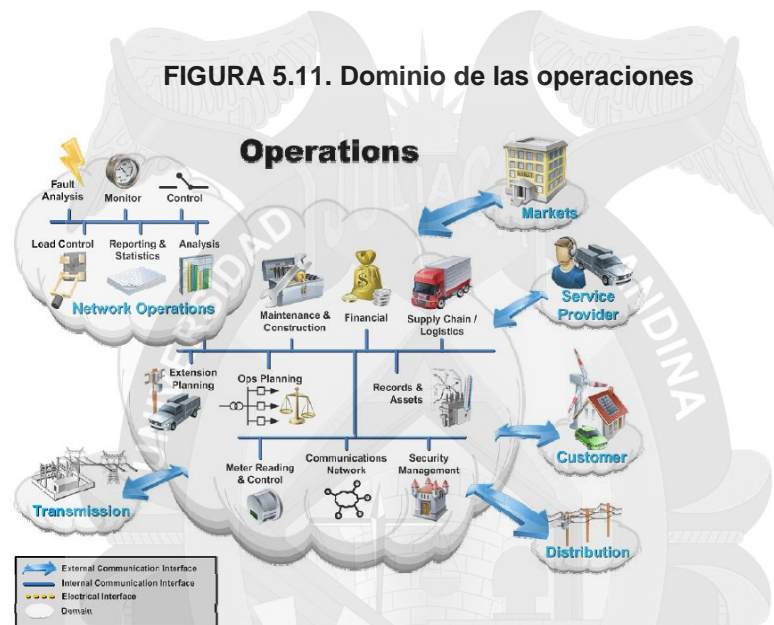 FIGURA 5.11. Dominio de las operaciones
Operations
Fault
Analysis
Monitor
Control
Load Control
Reporting &
Statistics
Analysis
Network Operations
Markets
Service
Provider
Maintenance &
Construction
Financial
Supply Chain /
Logistics
Extension
Planning
Ops Planning
Records &
Assets
Customer
Meter Reading
& Control
Communications
Network
Security
Management
Transmission
Distribution
External Communication Interface
Internal Communication Interface
Electrical Interface
Domain
UNIVERSIDAD
ANDINA